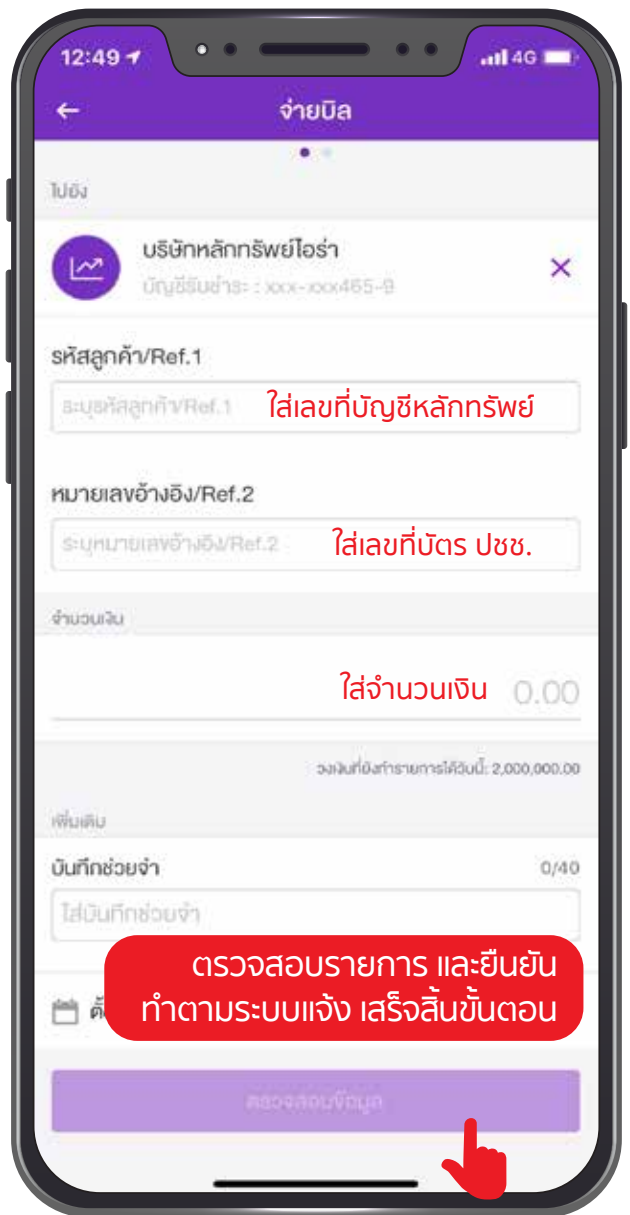 12:49
4G
จ่ายบิล
ไปยัง
บริษัทหลักทรัพย์ไอร่า
บัญชีรับชำระ : xxx-xxx465-9
รหัสลูกค้า/Ref.1
ระบุรหัสลูกค้า/Ref.1 ใส่เลขที่บัญชีหลักทรัพย์
หมายเลขอ้างอิง/Ref.2
ระบุหมายเลขอ้างอิง/Ref.2 ใส่เลขที่บัตร ปชช.
จำนวนเงิน
ใส่จำนวนเงิน 0.00
วงเงินที่ยังทำรายการได้วันนี้: 2,000,000.00
เพิ่มเติม
บันทึกช่วยจำ 0/40
ใส่บันทึกช่วยจำ
ตรวจสอบรายการ และยืนยัน
ทำตามระบบแจ้ง เสร็จสิ้นขั้นตอน
ตรวจสอบข้อมูล